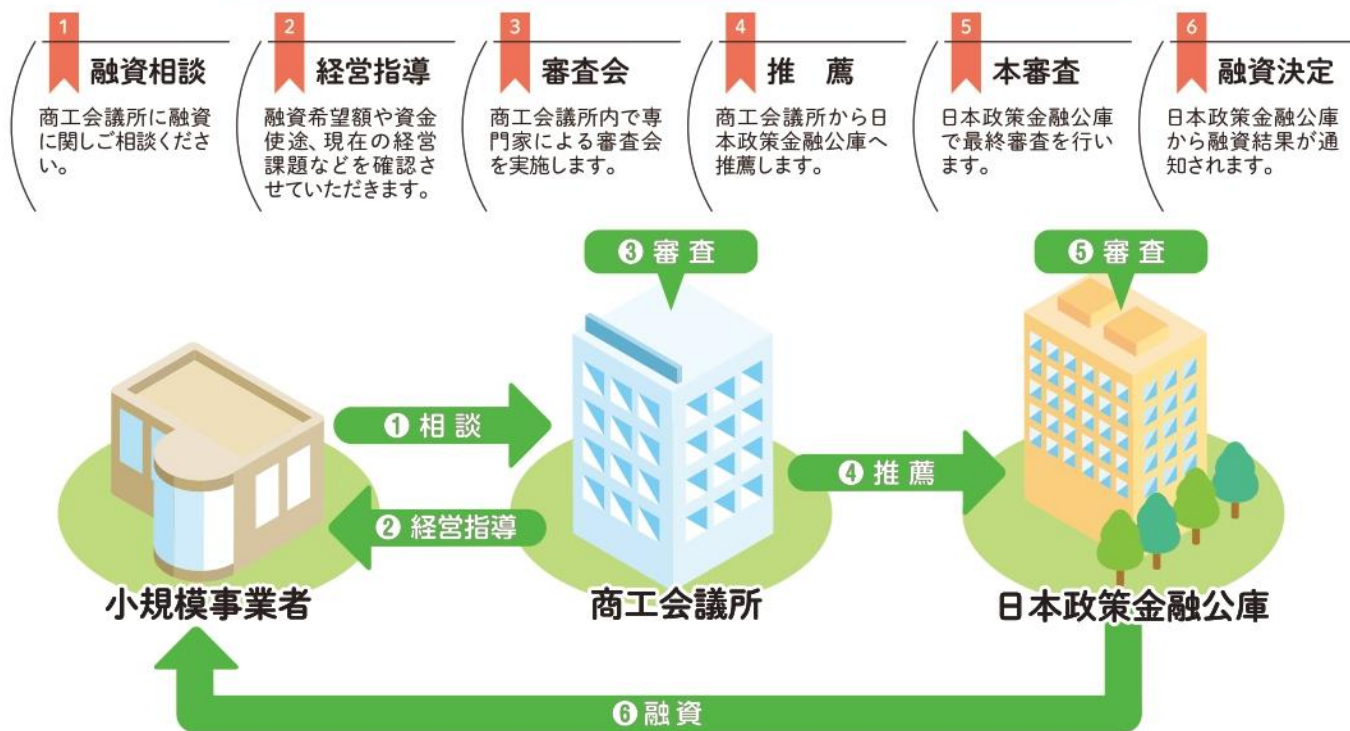 1
融資相談
商工会議所に融資
に関しご相談くださ
い。
2
経営指導
融資希望額や資金
使途、現在の経営
課題などを確認さ
せていただきます。
3
審査会
商工会議所内で専
門家による審査会
を実施します。
4
推　薦
商工会議所から日
本政策金融公庫へ
推薦します。
5
本審査
日本政策金融公庫
で最終審査を行い
ます。
6
融資決定
日本政策金融公庫
から融資結果が通
知されます。
❸ 審 査
❺ 審 査
❶ 相 談
❹ 推 薦
❷ 経営指導
小規模事業者
商工会議所
日本政策金融公庫
❻ 融 資